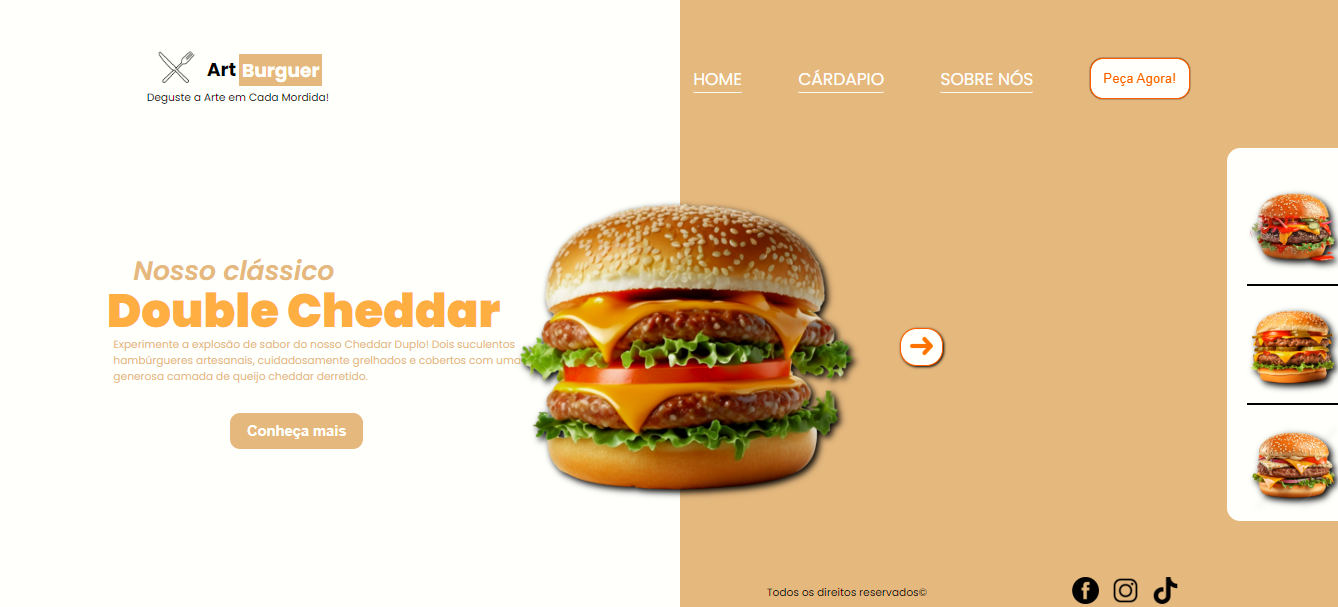 Art Burguer
Deguste a Arte em Cada Mordida!
HOME
CÁRDAPIO
SOBRE NÓS
Peça Agora!
Nosso clássico
Double Cheddar
Experimente a explosão de sabor do nosso Cheddar Duplo! Dois suculentos
hambúrgueres artesanais, cuidadosamente grelhados e cobertos com uma
generosa camada de queijo cheddar derretido.
Conheça mais
Todos os direitos reservados©